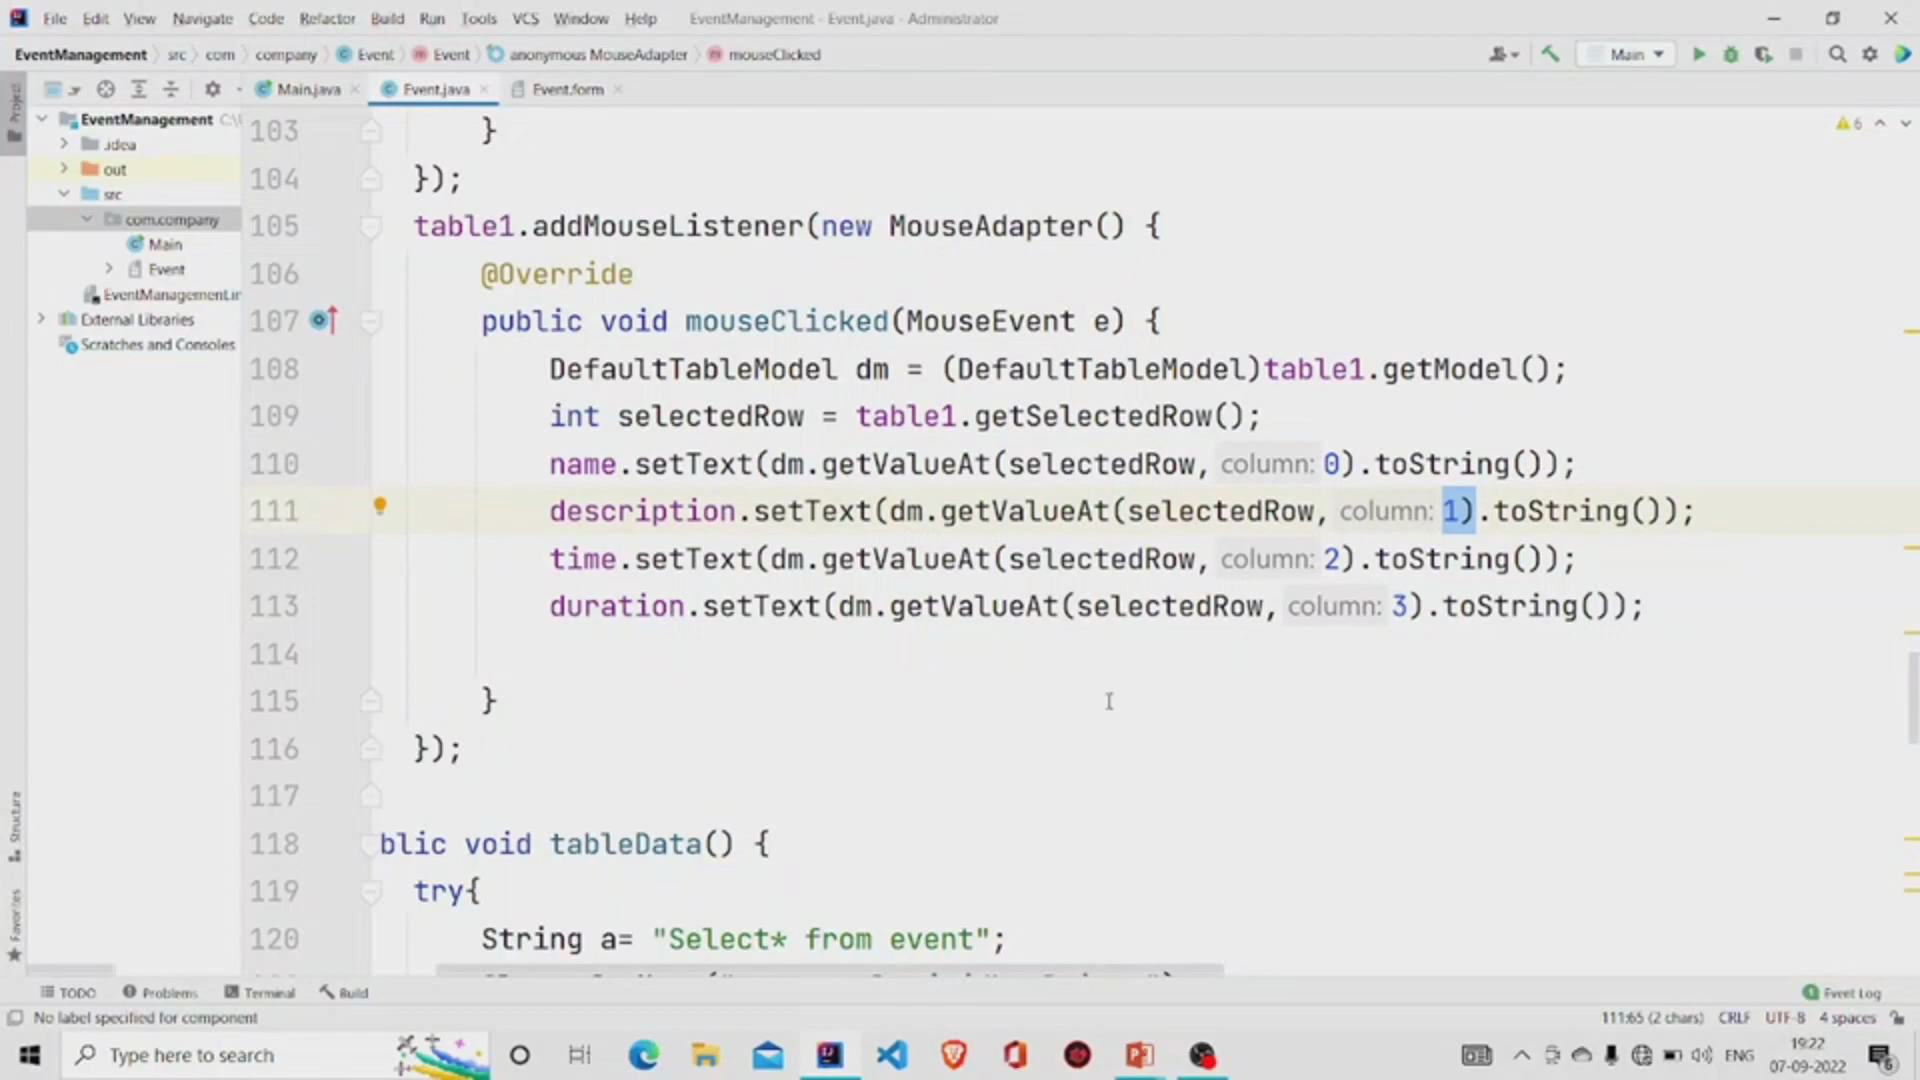 File Edit View Navigate Code Refactor Build Run Tools VCS Window Help EventManagement - Event.java - Administrator
EventManagement src com company Event Event anonymous MouseAdapter mouseClicked Main
Project
Main.java Event.java Event.form
EventManagement C:\
.idea
out
src
com.company
Main
Event
EventManagement.ir
External Libraries
Scratches and Consoles
Structure
Favorites
6
103 }
104 });
105 table1.addMouseListener(new MouseAdapter() {
106 @Override
107 public void mouseClicked(MouseEvent e) {
108 DefaultTableModel dm = (DefaultTableModel)table1.getModel();
109 int selectedRow = table1.getSelectedRow();
110 name.setText(dm.getValueAt(selectedRow, column: 0).toString());
111 description.setText(dm.getValueAt(selectedRow, column: 1).toString());
112 time.setText(dm.getValueAt(selectedRow, column: 2).toString());
113 duration.setText(dm.getValueAt(selectedRow, column: 3).toString());
114
115 }
116 });
117
118 blic void tableData() {
119 try{
120 String a= "Select* from event";
TODO Problems Terminal Build Event Log
No label specified for component 111:65 (2 chars) CRLF UTF-8 4 spaces
Type here to search ENG 19:22
07-09-2022
6